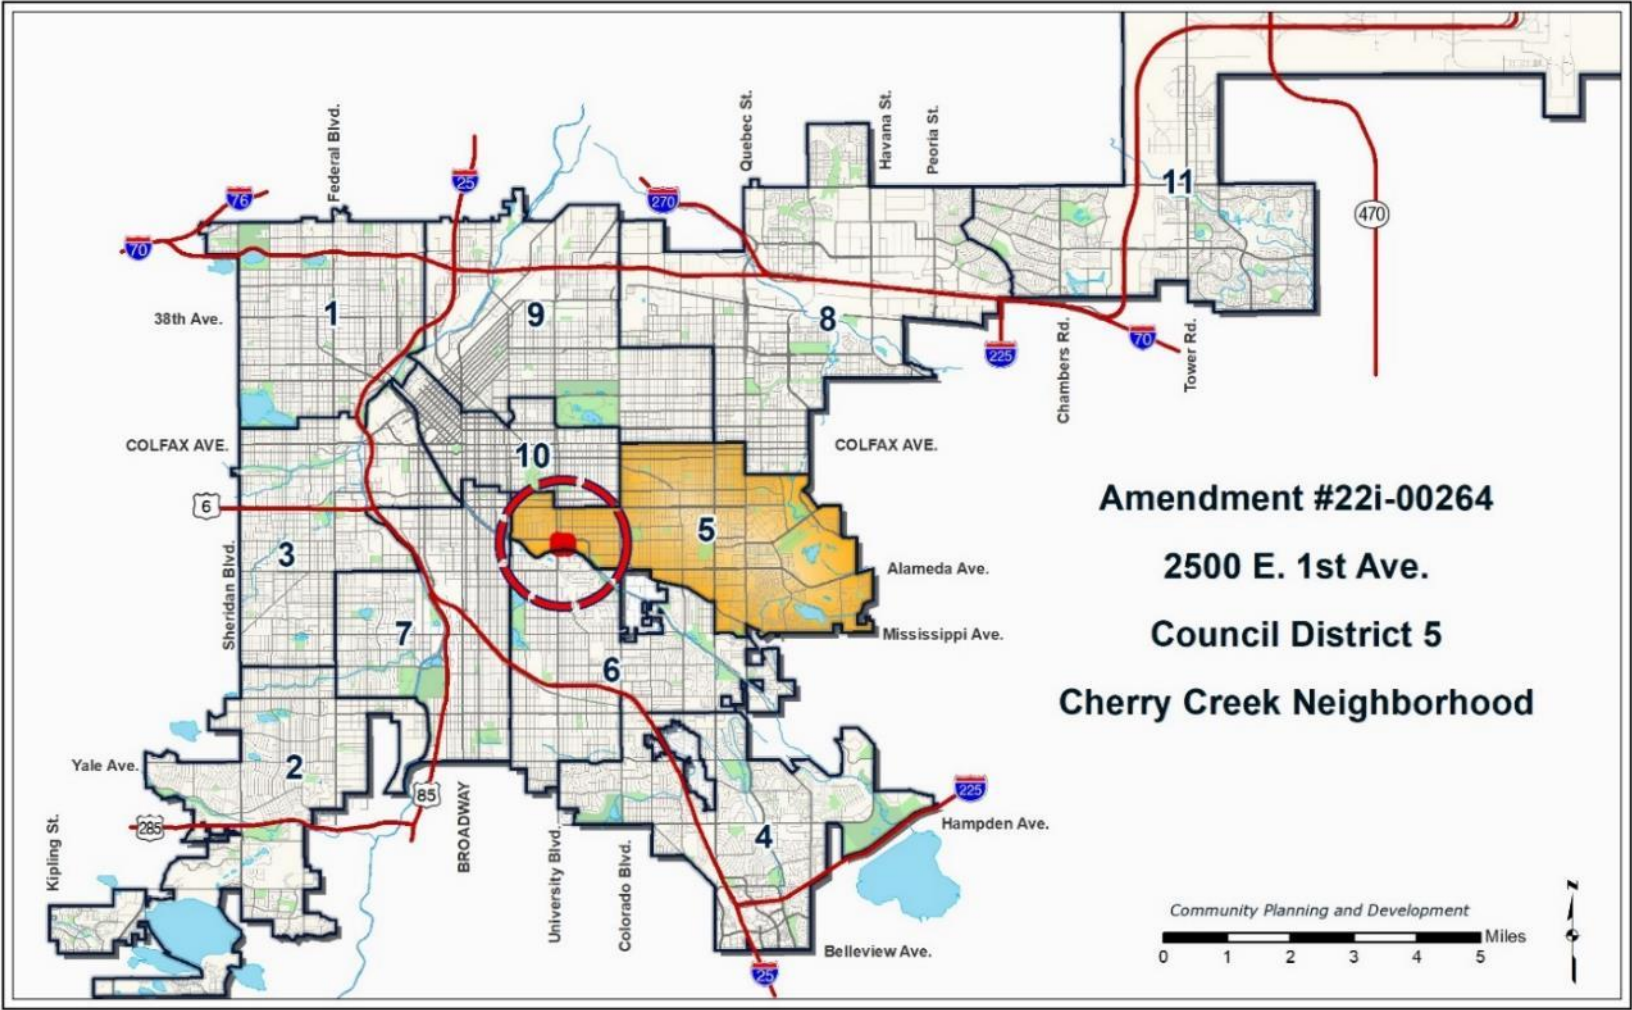 Federal Blvd.
Quebec St.
Havana St.
Peoria St.
76
25
270
11
470
70
38th Ave.
1
9
8
225
70
Chambers Rd.
Tower Rd.
COLFAX AVE.
10
COLFAX AVE.
6
Sheridan Blvd.
3
5
Amendment #22i-00264
2500 E. 1st Ave.
Council District 5
Cherry Creek Neighborhood
Alameda Ave.
Mississippi Ave.
7
6
Yale Ave.
2
85
285
BROADWAY
Kipling St.
University Blvd.
Colorado Blvd.
4
225
Hampden Ave.
Belleview Ave.
25
Community Planning and Development
Miles
0 1 2 3 4 5
N